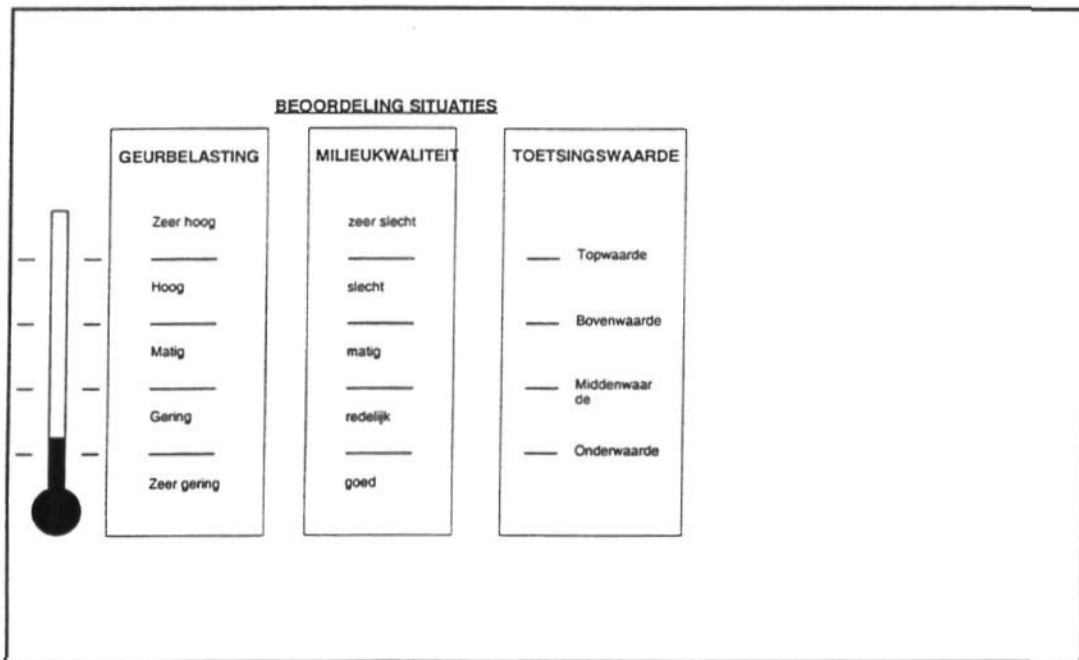 BEOORDELING SITUATIES
GEURBELASTING
Zeer hoog
Hoog
Matig
Gering
Zeer gering
MILIEUKWALITEIT
zeer slecht
slecht
matig
redelijk
goed
TOETSINGSWAARDE
Topwaarde
Bovenwaarde
Middenwaar
de
Onderwaarde